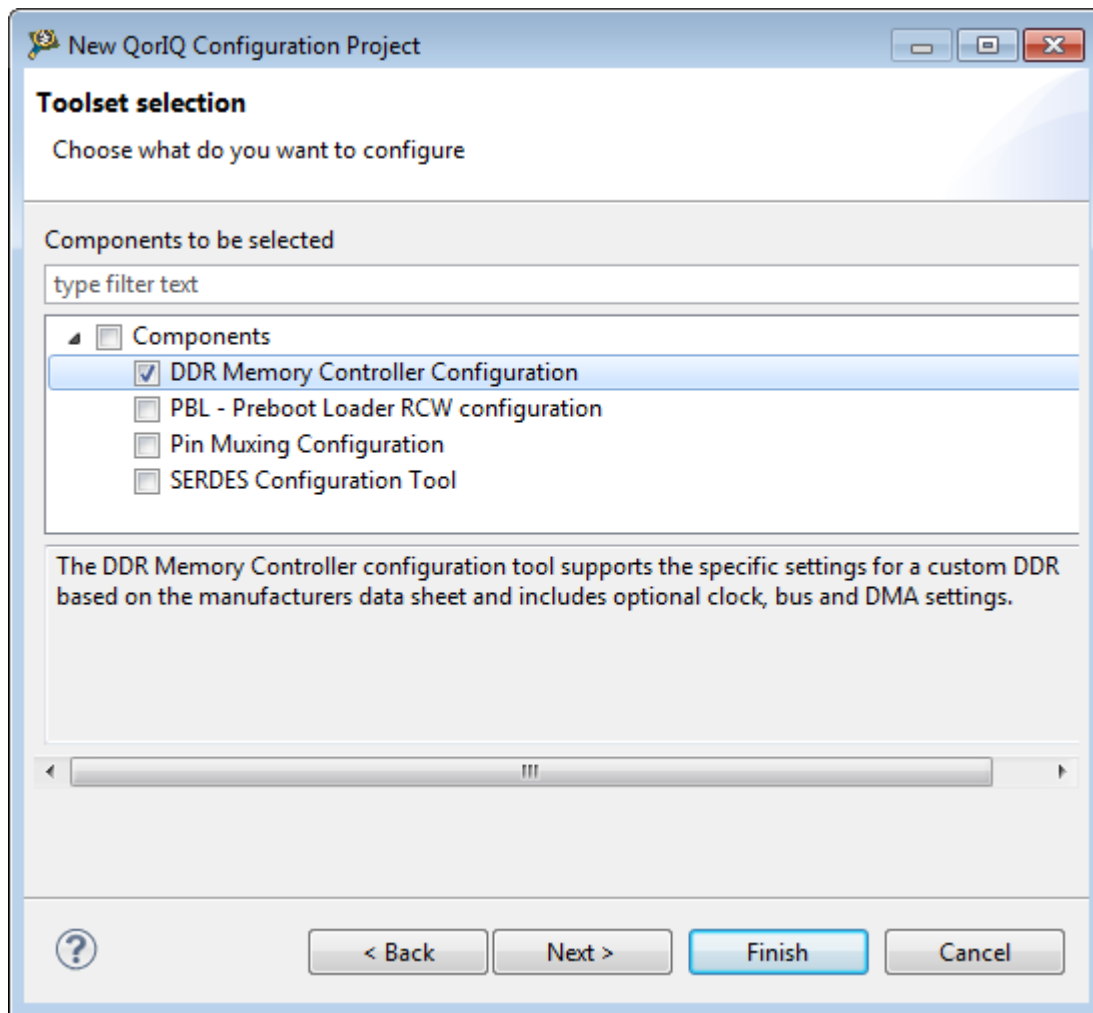 New QorIQ Configuration Project
Toolset selection
Choose what do you want to configure
Components to be selected
type filter text
Components
DDR Memory Controller Configuration
PBL - Preboot Loader RCW configuration
Pin Muxing Configuration
SERDES Configuration Tool
The DDR Memory Controller configuration tool supports the specific settings for a custom DDR
based on the manufacturers data sheet and includes optional clock, bus and DMA settings.
?
< Back
Next >
Finish
Cancel